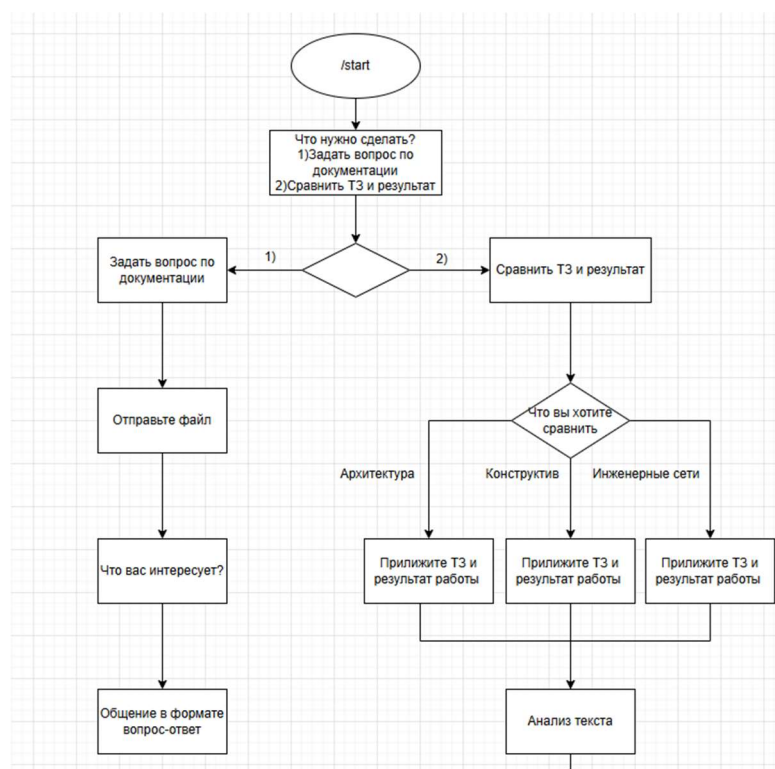 /start
Что нужно сделать?
1)Задать вопрос по
документации
2)Сравнить ТЗ и результат
1)
2)
Задать вопрос по
документации
Сравнить ТЗ и результат
Отправьте файл
Что вы хотите
сравнить
Архитектура
Конструктив
Инженерные сети
Что вас интересует?
Прилижите ТЗ и
результат работы
Прилижите ТЗ и
результат работы
Прилижите ТЗ и
результат работы
Общение в формате
вопрос-ответ
Анализ текста